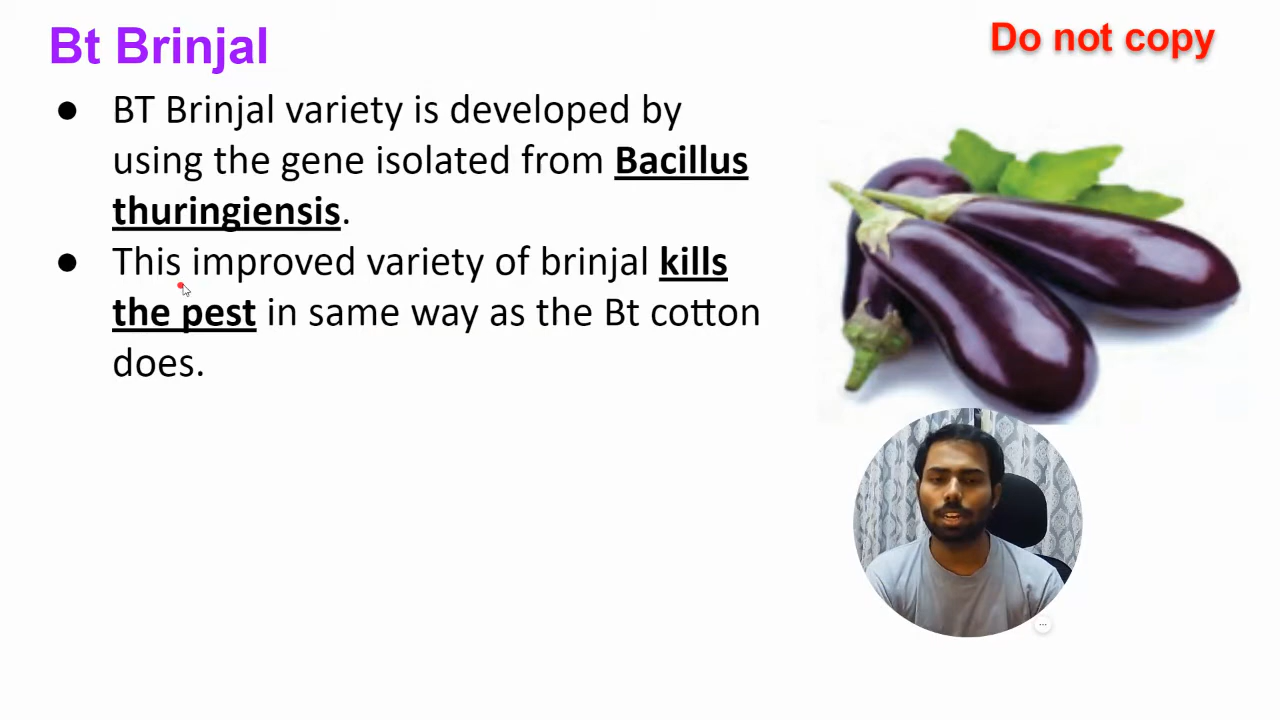 Bt Brinjal
Do not copy
● BT Brinjal variety is developed by
using the gene isolated from Bacillus
thuringiensis.
● This improved variety of brinjal kills
the pest in same way as the Bt cotton
does.